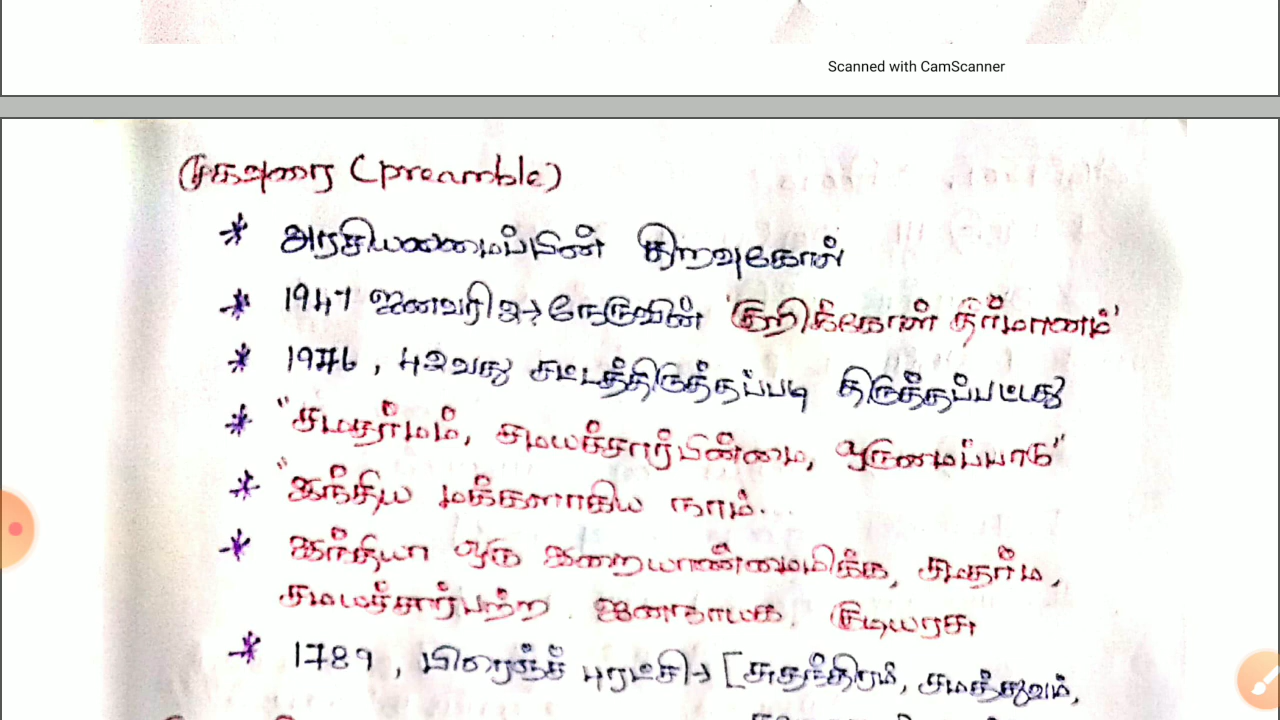 Scanned with CamScanner
முகவுரை (preamble)
* அரசியலமைப்பின் திறவுகோள்
* 1947 ஜனவரி 22 → நேருவின் 'குறிக்கோள் தீர்மானம்'
* 1976 , 42வது சட்டத்திருத்தப்படி திருத்தப்பட்டது
* "சமதர்மம், சமயச்சார்பின்மை, ஒருமைப்பாடு"
* "இந்திய மக்களாகிய நாம்...
* இந்தியா ஒரு இறையாண்மைமிக்க, சமதர்ம,
சமயச்சார்பற்ற ஜனநாயக குடியரசு
* 1789 , பிரெஞ்ச் புரட்சி → [சுதந்திரம், சமத்துவம்,